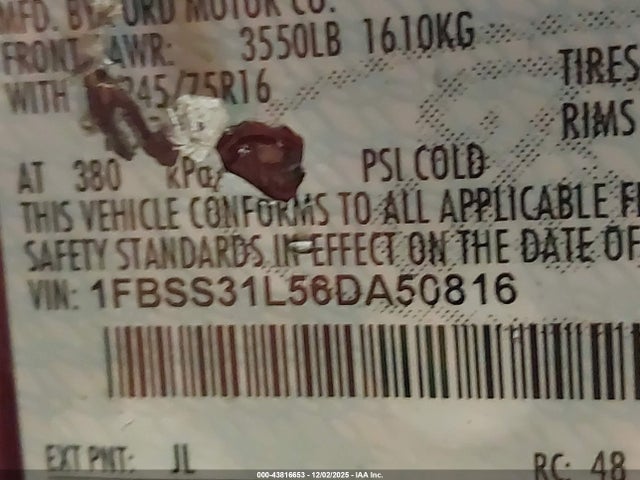 MFD. BY FORD MOTOR CO.
FRONT AWR: 3550LB 1610KG
WITH 245/75R16 TIRES
RIMS
AT 380 kPa/ PSI COLD
THIS VEHICLE CONFORMS TO ALL APPLICABLE F
SAFETY STANDARDS IN EFFECT ON THE DATE OF
VIN: 1FBSS31L56DA50816
EXT PNT: JL RC: 48
000-43816653 - 12/02/2025 - IAA Inc.